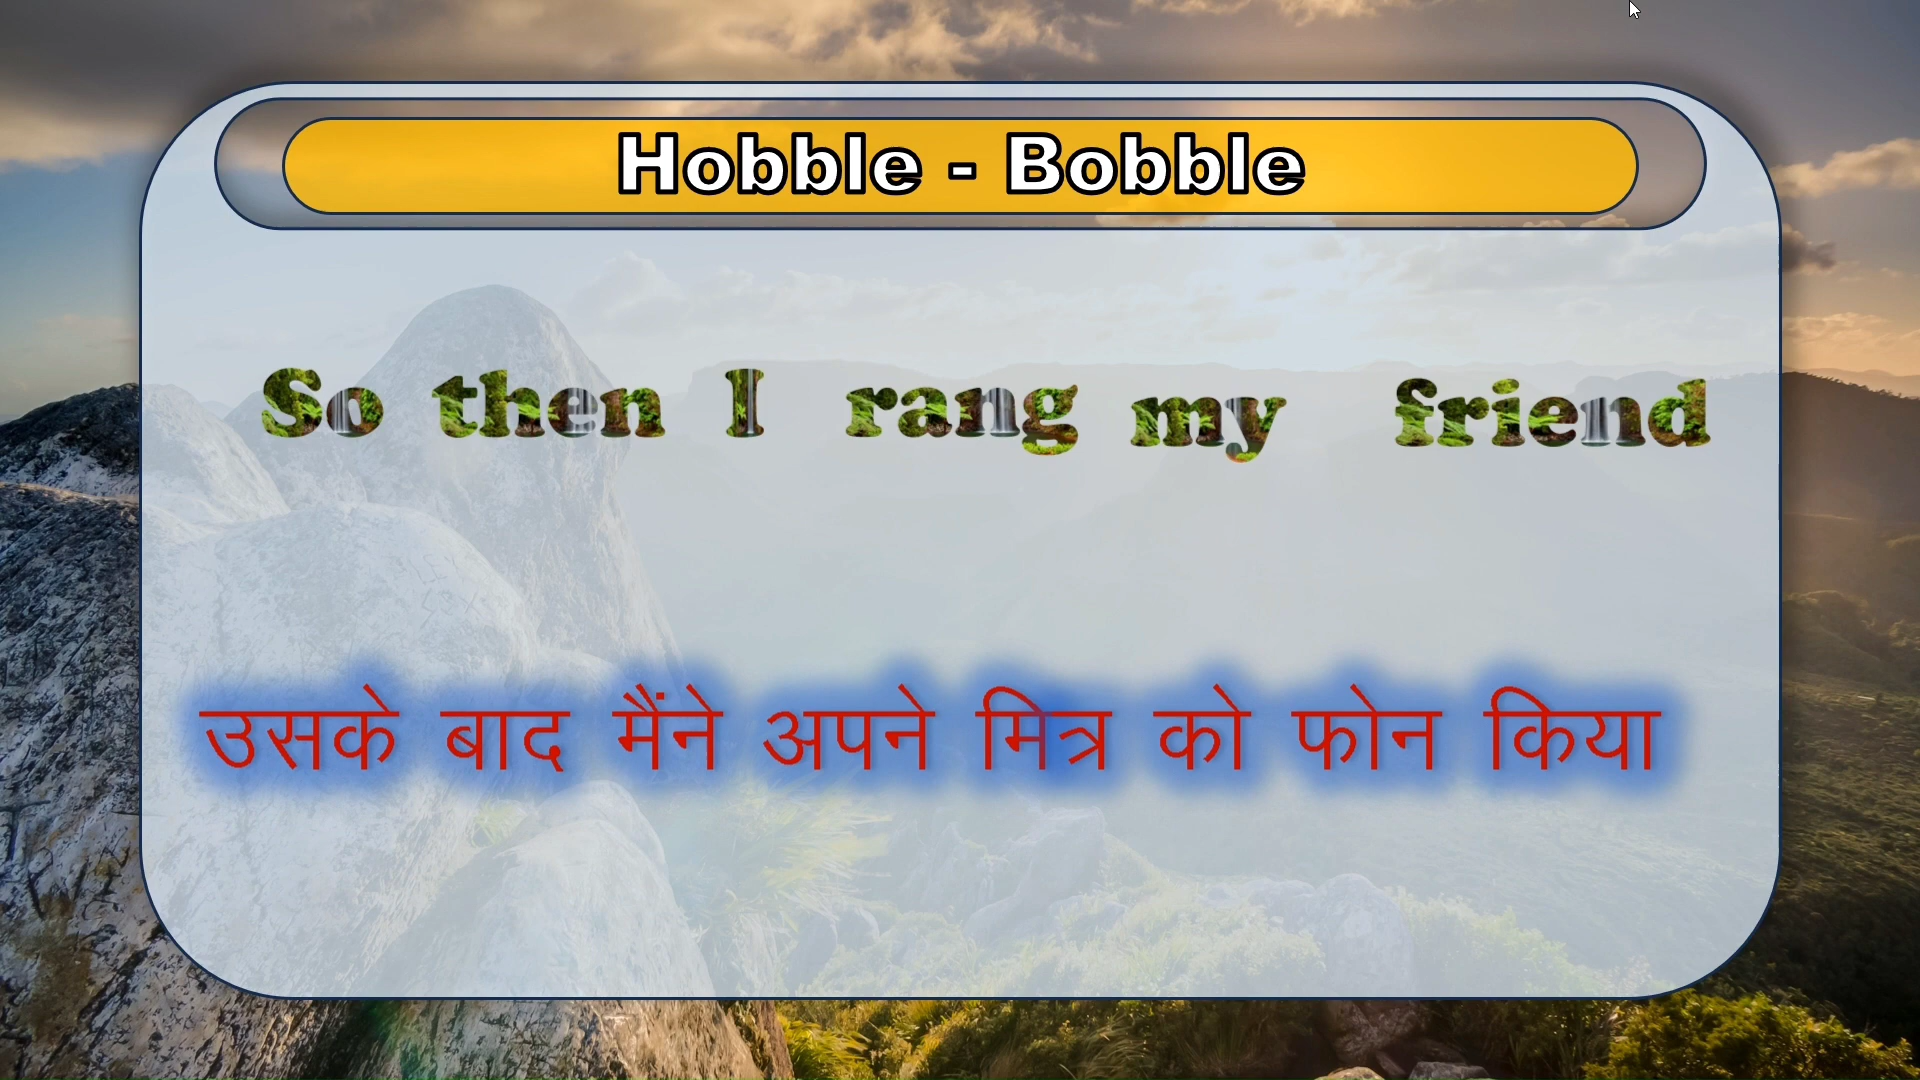 Hobble - Bobble
So then I rang my friend
उसके बाद मैंने अपने मित्र को फोन किया